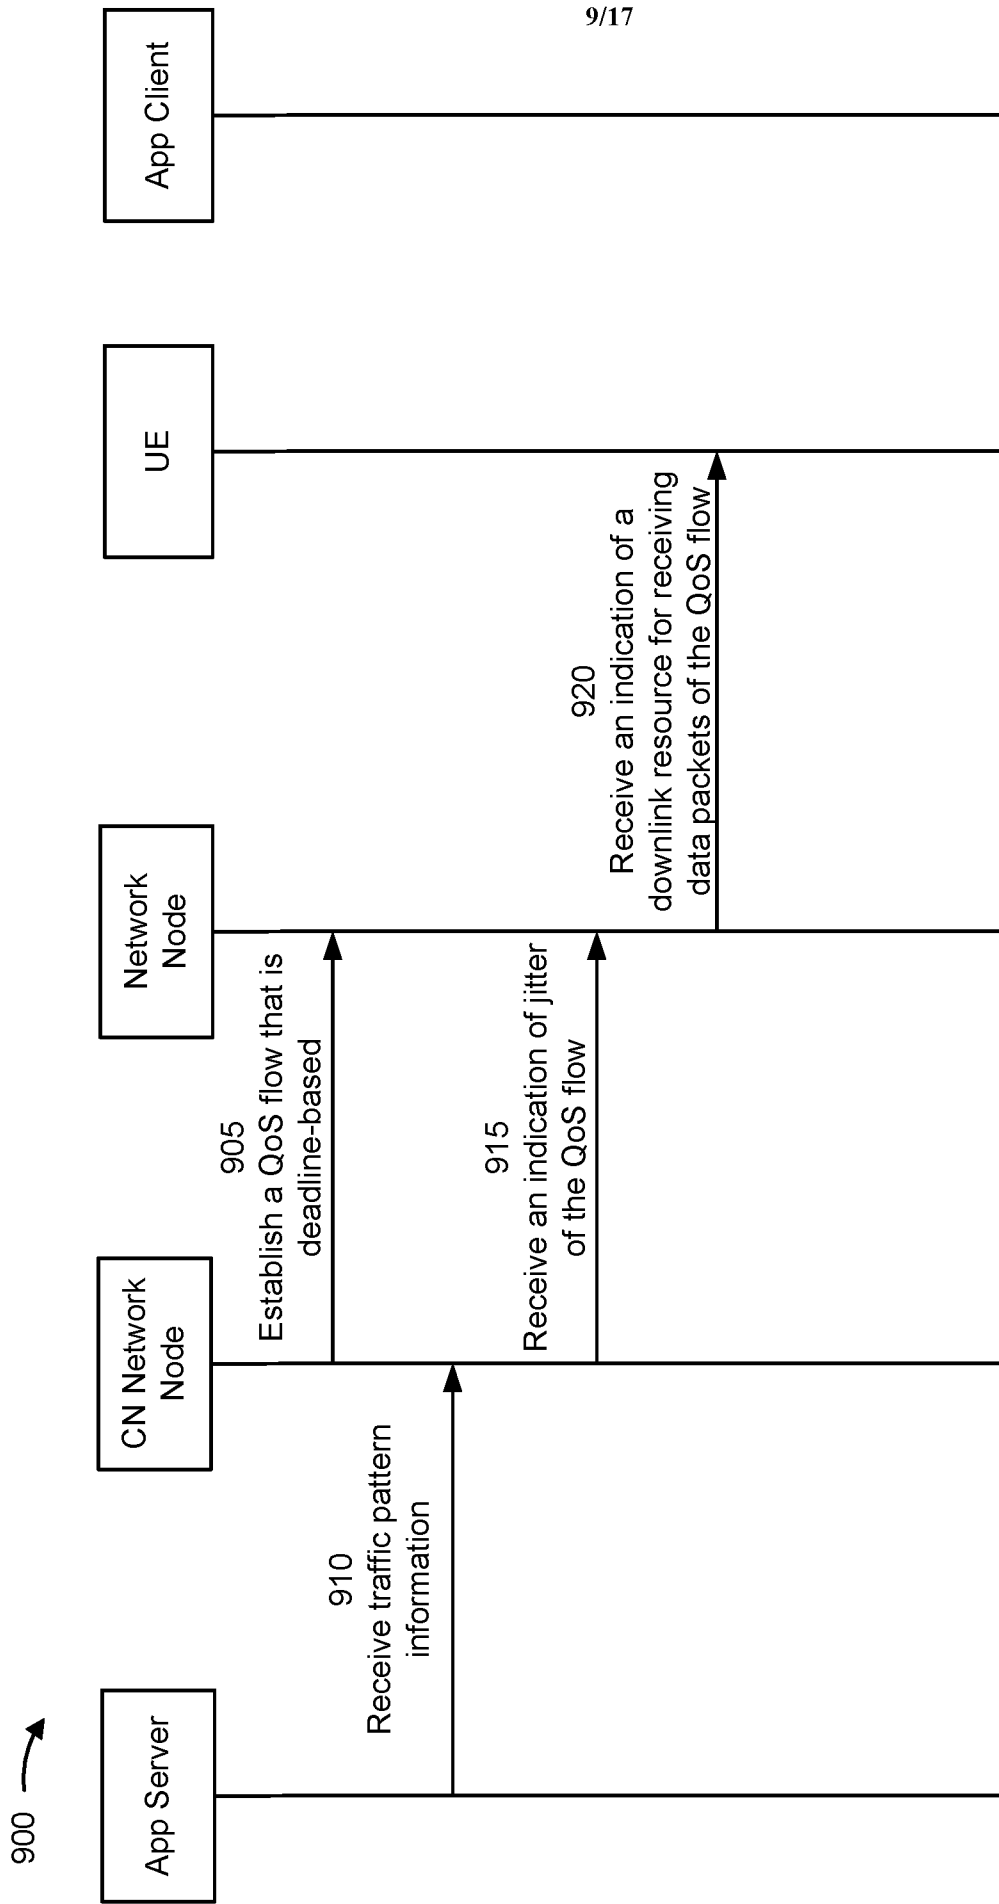 9/17
900
App Server
CN Network
Node
Network
Node
UE
App Client
905
Establish a QoS flow that is
deadline-based
910
Receive traffic pattern
information
915
Receive an indication of jitter
of the QoS flow
920
Receive an indication of a
downlink resource for receiving
data packets of the QoS flow